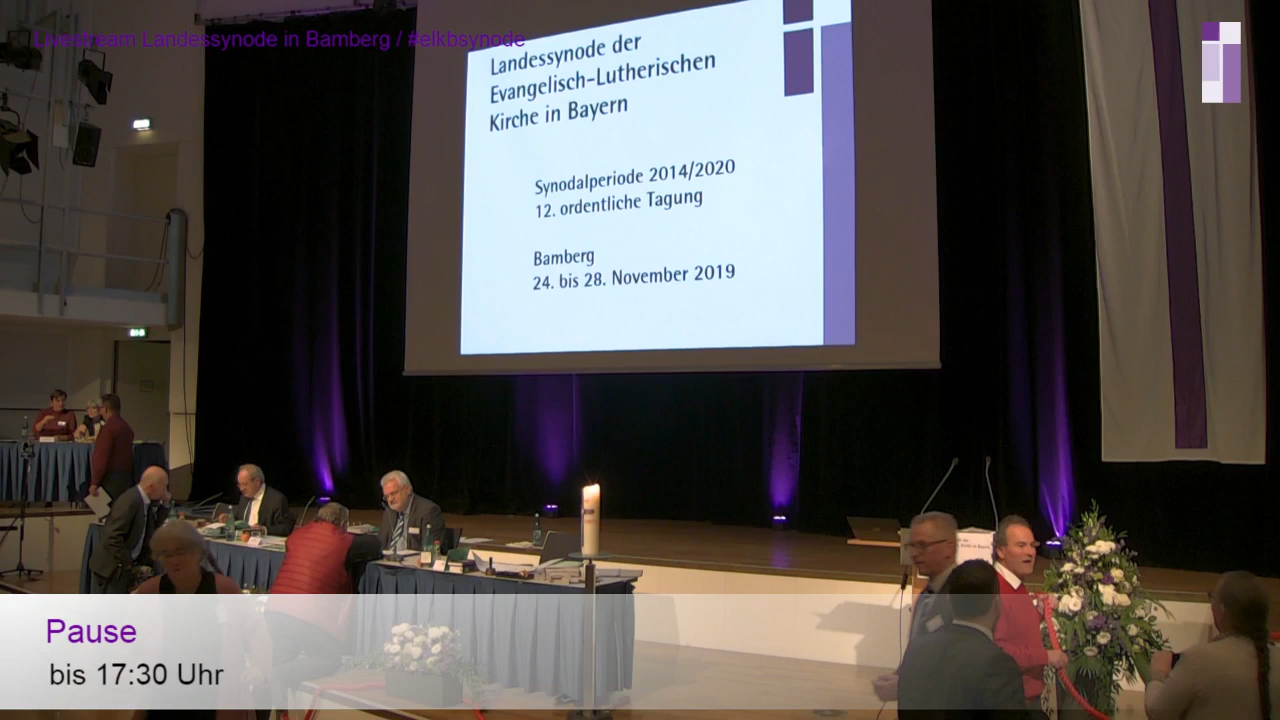 Livestream Landessynode in Bamberg / #elkbsynode
Landessynode der
Evangelisch-Lutherischen
Kirche in Bayern
Synodalperiode 2014/2020
12. ordentliche Tagung
Bamberg
24. bis 28. November 2019
Pause
bis 17:30 Uhr